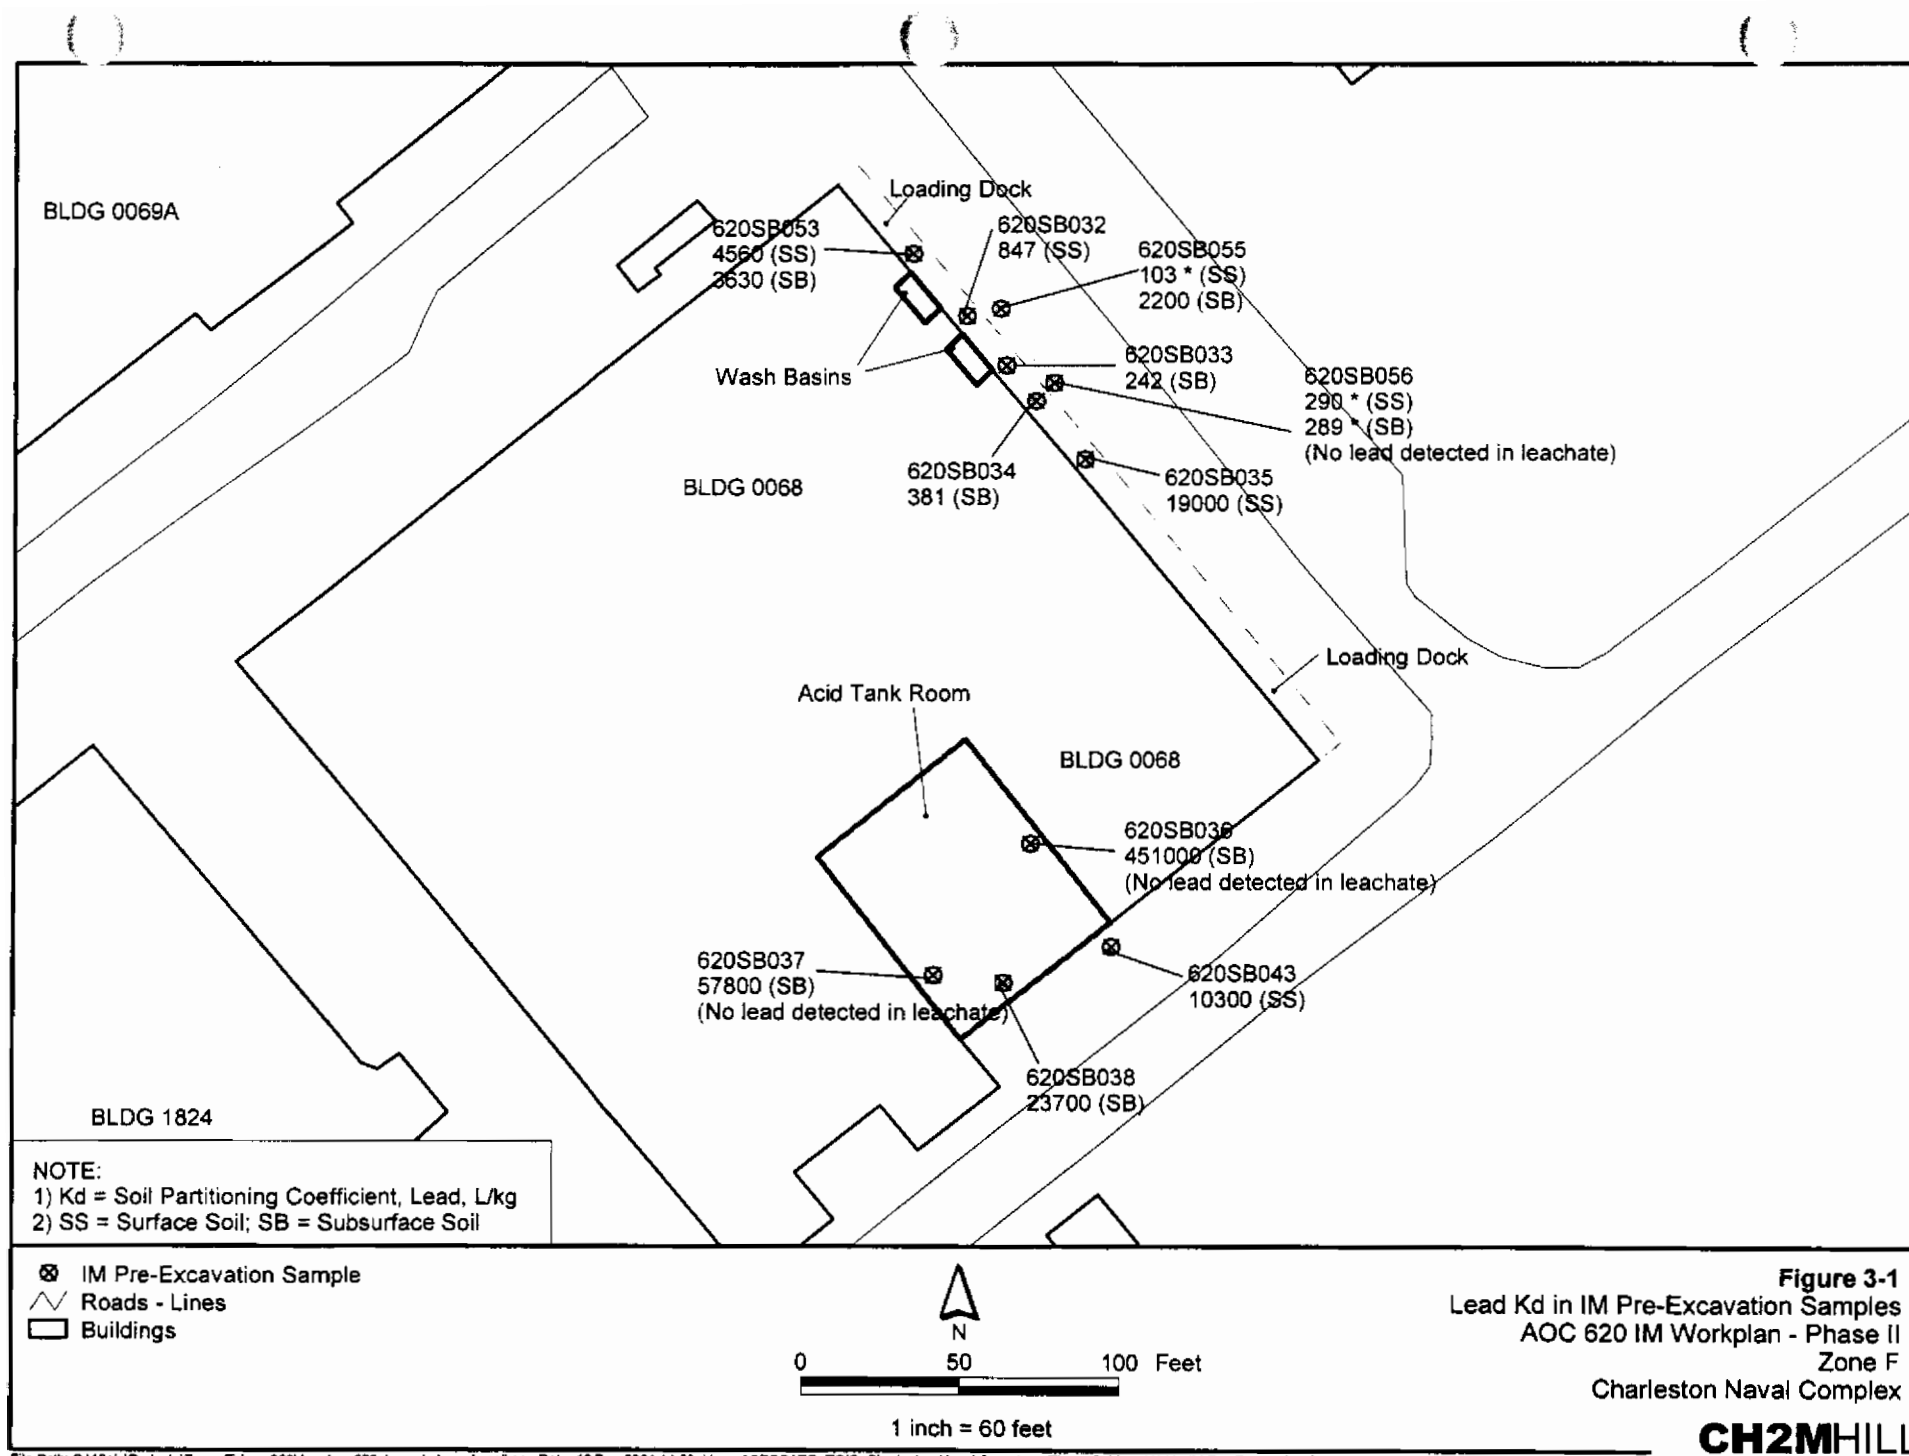 BLDG 0069A
Loading Dock
620SB053
4560 (SS)
3630 (SB)
620SB032
847 (SS)
620SB055
103 * (SS)
2200 (SB)
Wash Basins
620SB033
242 (SB)
620SB056
290 * (SS)
289 * (SB)
(No lead detected in leachate)
620SB034
381 (SB)
620SB035
19000 (SS)
BLDG 0068
Loading Dock
Acid Tank Room
BLDG 0068
620SB036
451000 (SB)
(No lead detected in leachate)
620SB037
57800 (SB)
(No lead detected in leachate)
620SB043
10300 (SS)
620SB038
23700 (SB)
BLDG 1824
NOTE:
1) Kd = Soil Partitioning Coefficient, Lead, L/kg
2) SS = Surface Soil; SB = Subsurface Soil
IM Pre-Excavation Sample
Roads - Lines
Buildings
N
0 50 100 Feet
1 inch = 60 feet
Figure 3-1
Lead Kd in IM Pre-Excavation Samples
AOC 620 IM Workplan - Phase II
Zone F
Charleston Naval Complex
CH2MHILL